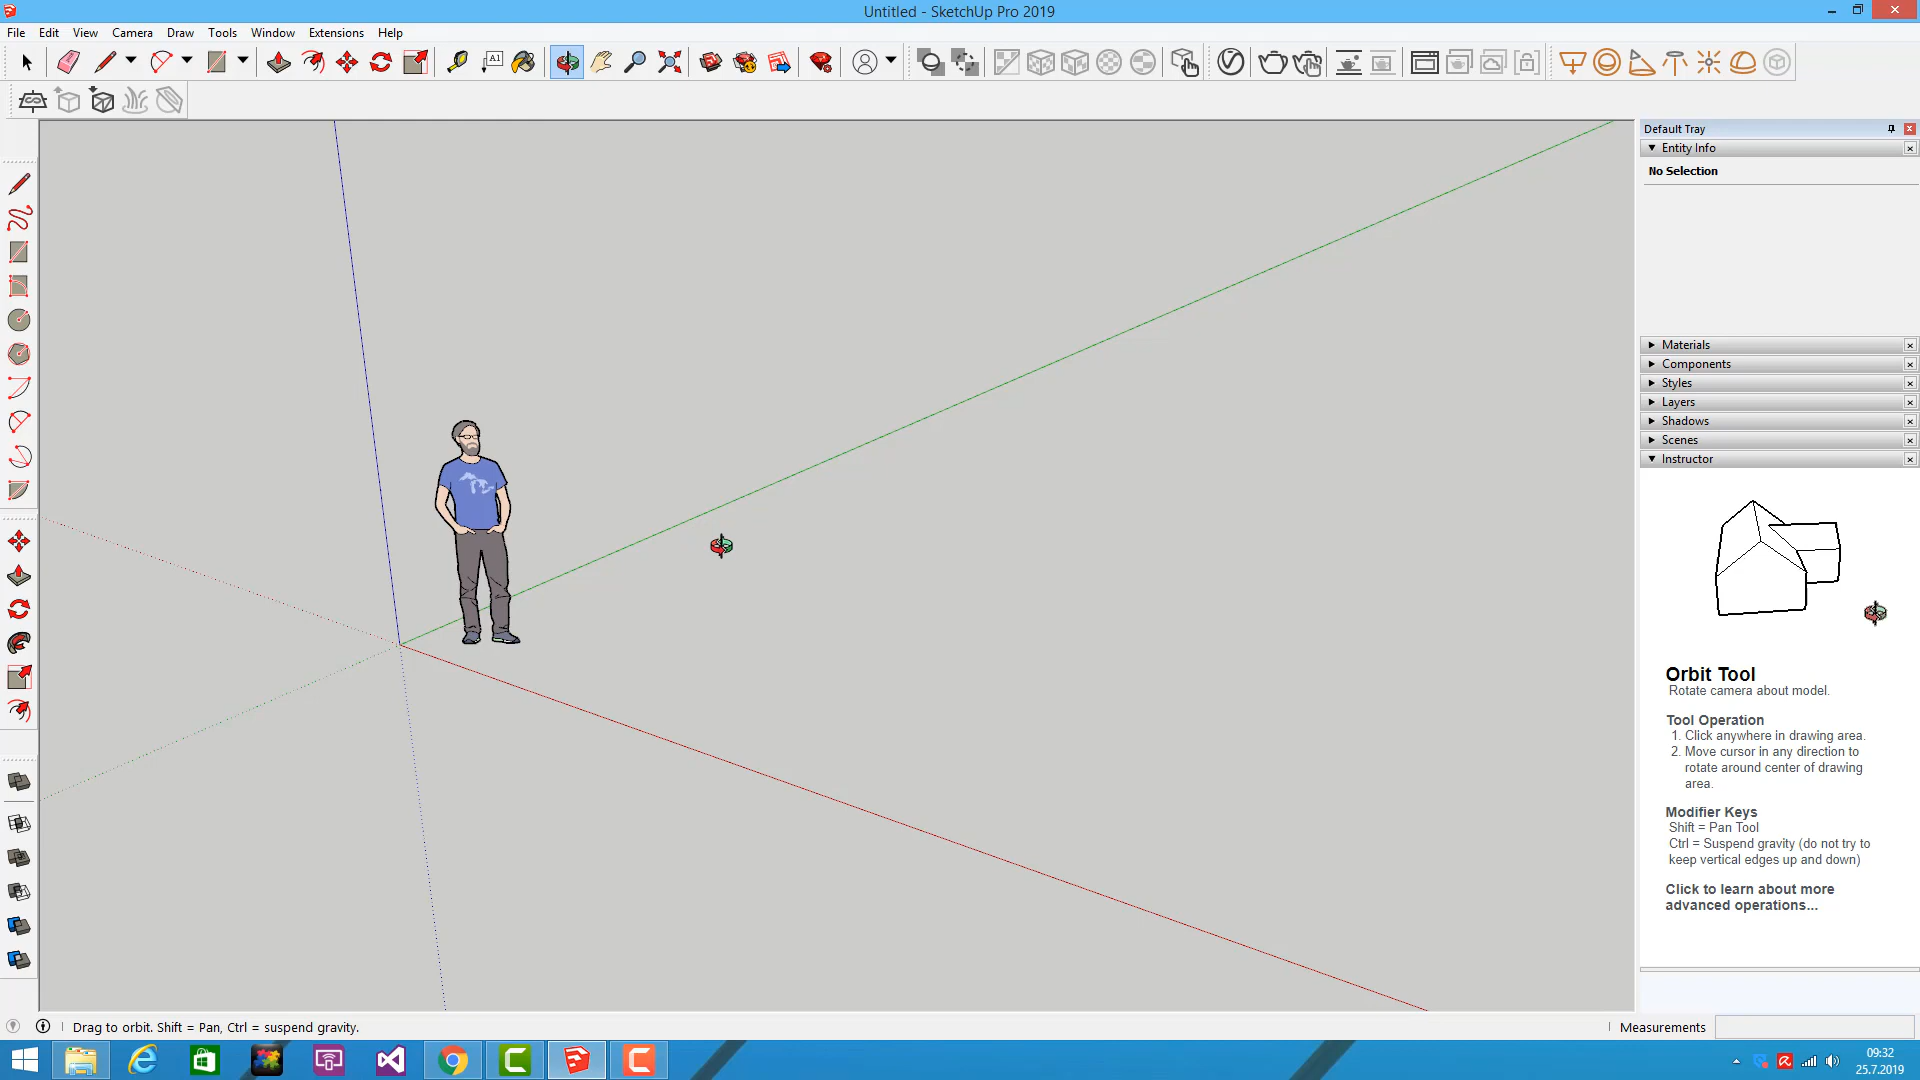 Untitled - SketchUp Pro 2019
File Edit View Camera Draw Tools Window Extensions Help
A1
Default Tray
Entity Info
No Selection
Materials
Components
Styles
Layers
Shadows
Scenes
Instructor
Orbit Tool
Rotate camera about model.
Tool Operation
1. Click anywhere in drawing area.
2. Move cursor in any direction to
rotate around center of drawing
area.
Modifier Keys
Shift = Pan Tool
Ctrl = Suspend gravity (do not try to
keep vertical edges up and down)
Click to learn about more
advanced operations...
Drag to orbit. Shift = Pan, Ctrl = suspend gravity.
Measurements
09:32
25.7.2019